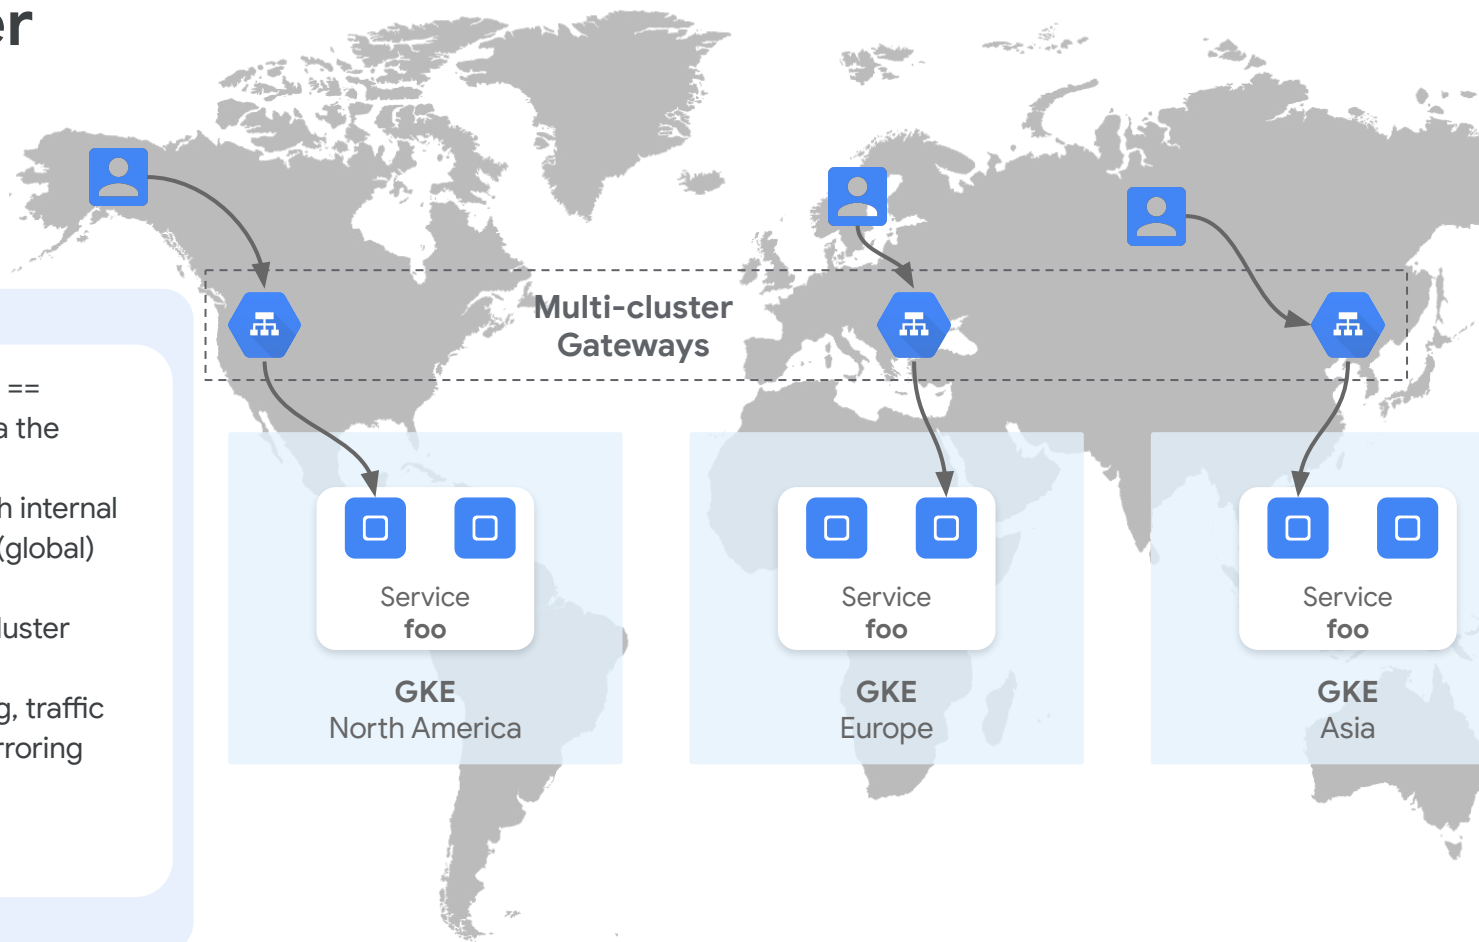 er
==
a the
h internal
(global)
luster
g, traffic
rroring
Multi-cluster
Gateways
Service
foo
GKE
North America
Service
foo
GKE
Europe
Service
foo
GKE
Asia